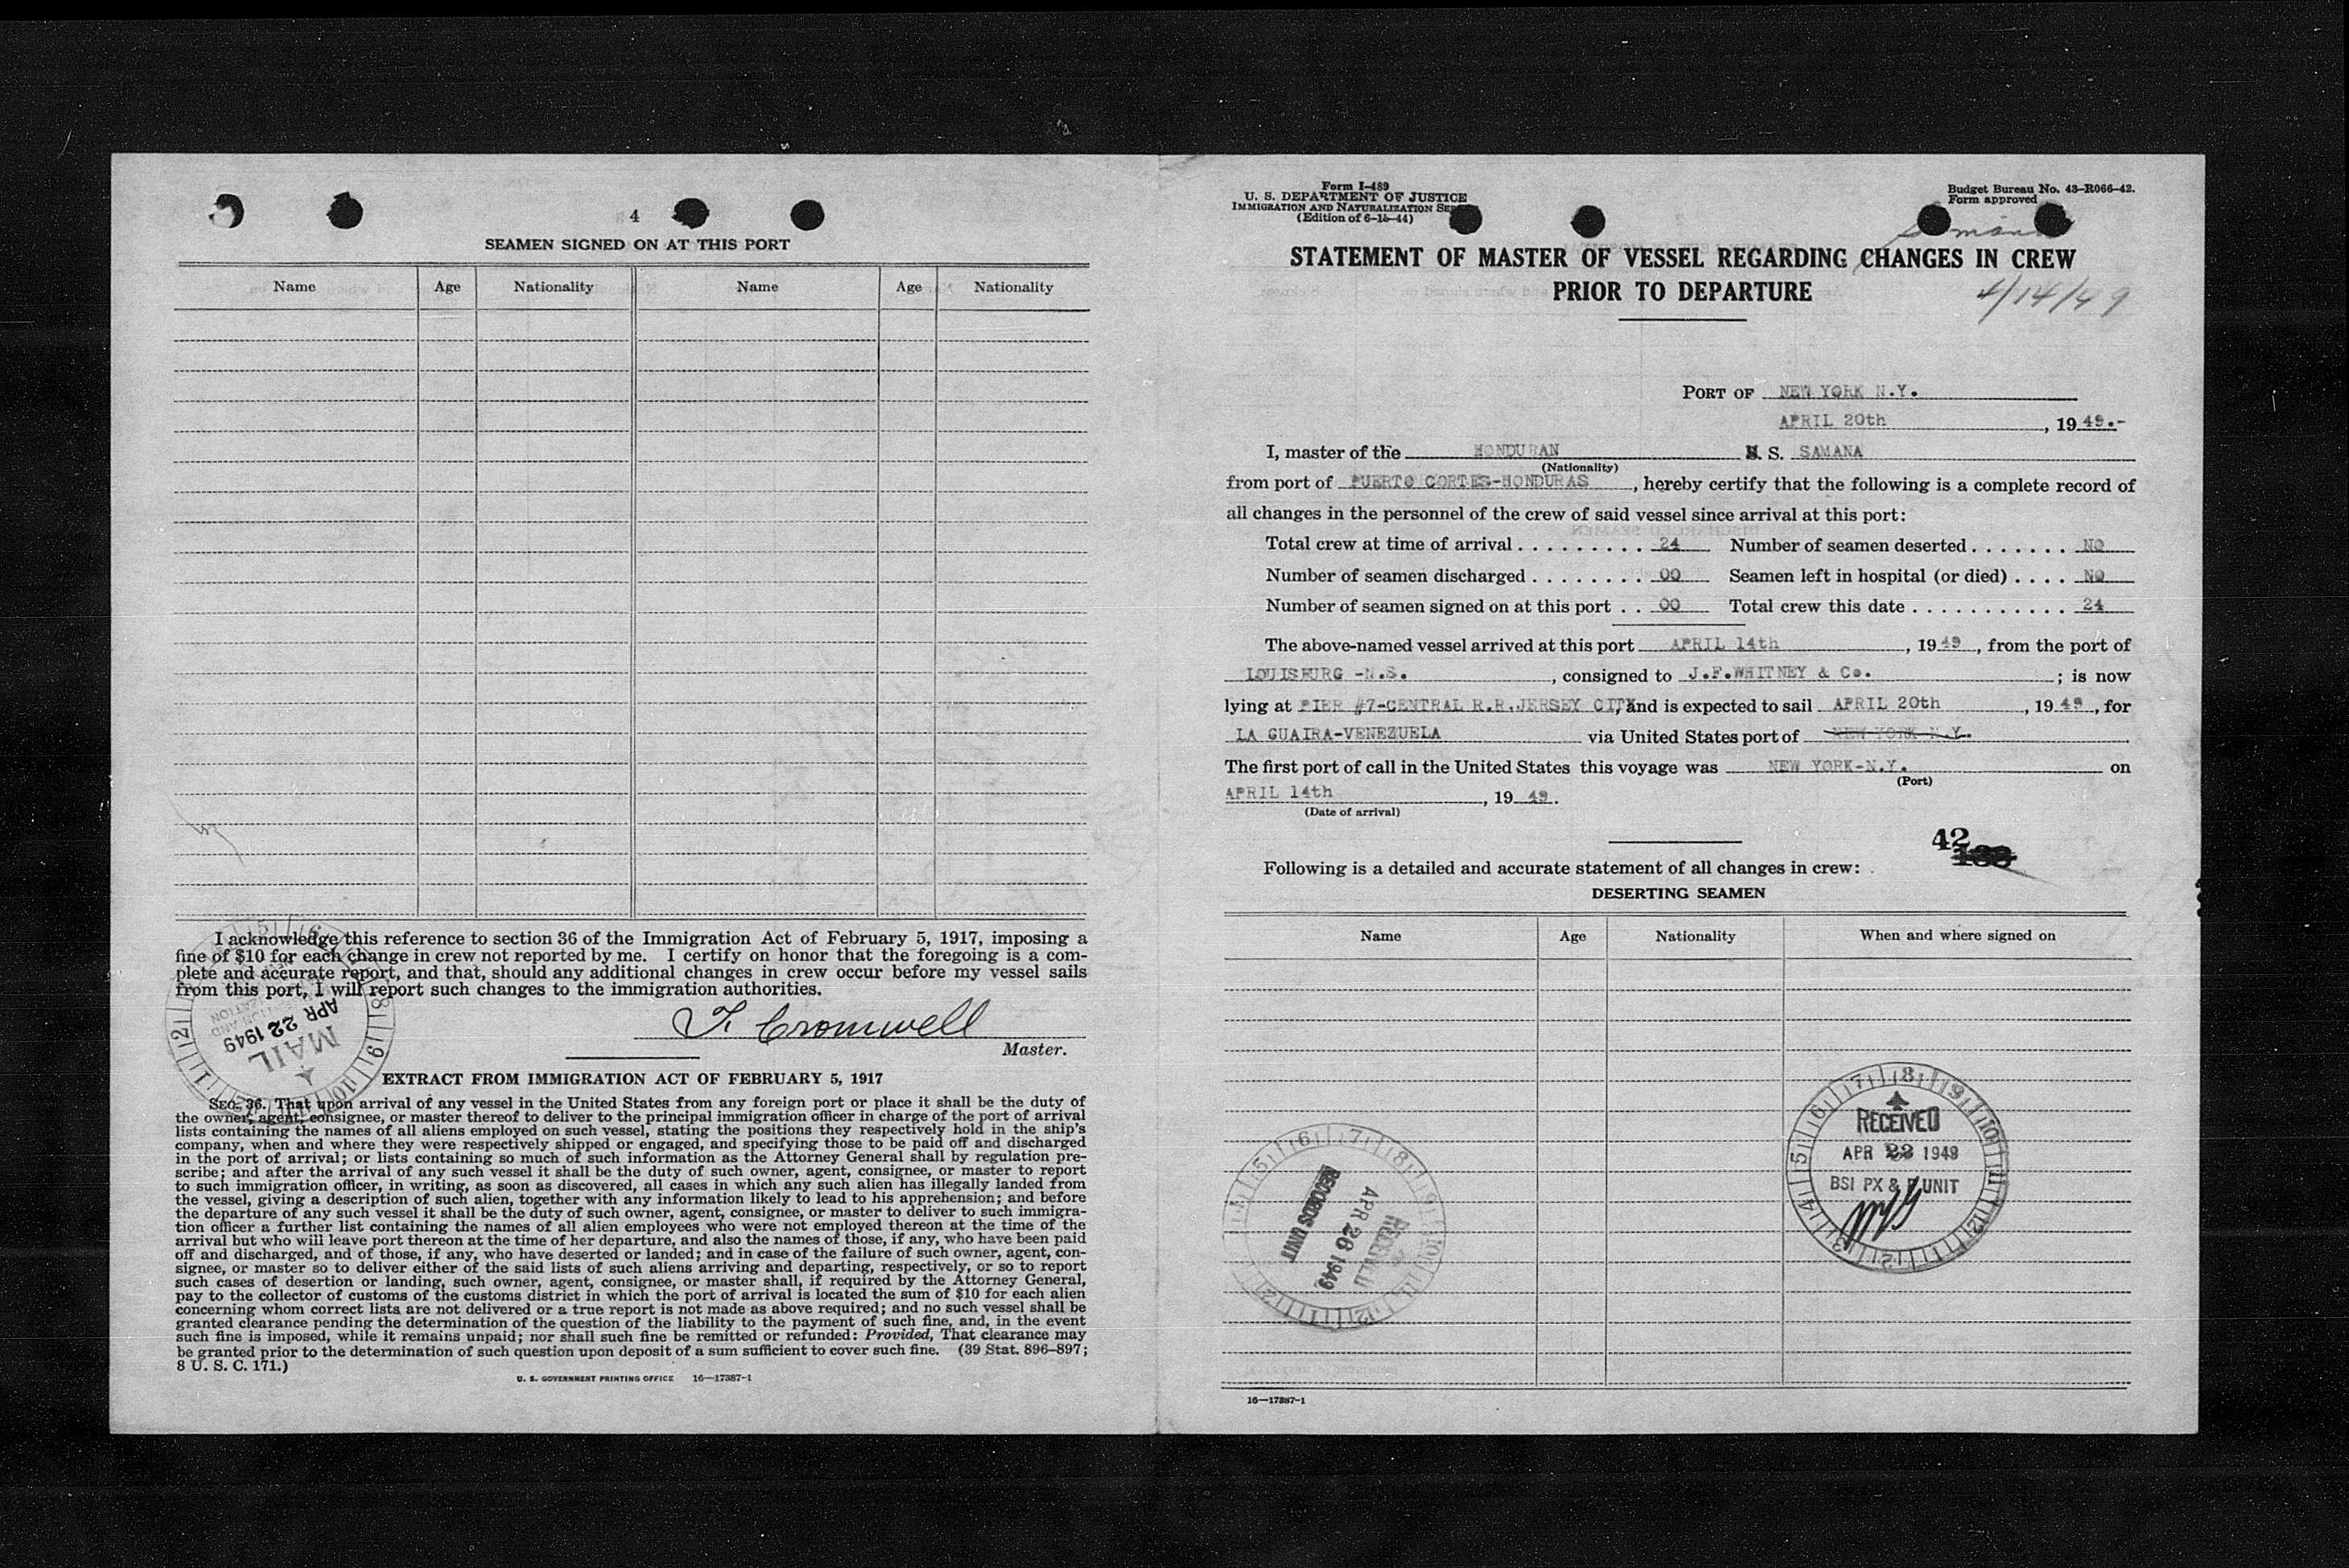 4
SEAMEN SIGNED ON AT THIS PORT
Name Age Nationality Name Age Nationality
I acknowledge this reference to section 36 of the Immigration Act of February 5, 1917, imposing a
fine of $10 for each change in crew not reported by me. I certify on honor that the foregoing is a com-
plete and accurate report, and that, should any additional changes in crew occur before my vessel sails
from this port, I will report such changes to the immigration authorities.
T. Cromwell
Master.
MAIL
APR 22 1949
EXTRACT FROM IMMIGRATION ACT OF FEBRUARY 5, 1917
SEC. 36. That upon arrival of any vessel in the United States from any foreign port or place it shall be the duty of
the owner, agent, consignee, or master thereof to deliver to the principal immigration officer in charge of the port of arrival
lists containing the names of all aliens employed on such vessel, stating the positions they respectively hold in the ship's
company, when and where they were respectively shipped or engaged, and specifying those to be paid off and discharged
in the port of arrival; or lists containing so much of such information as the Attorney General shall by regulation pre-
scribe; and after the arrival of any such vessel it shall be the duty of such owner, agent, consignee, or master to report
to such immigration officer, in writing, as soon as discovered, all cases in which any such alien has illegally landed from
the vessel, giving a description of such alien, together with any information likely to lead to his apprehension; and before
the departure of any such vessel it shall be the duty of such owner, agent, consignee, or master to deliver to such immigra-
tion officer a further list containing the names of all alien employees who were not employed thereon at the time of the
arrival but who will leave port thereon at the time of her departure, and also the names of those, if any, who have been paid
off and discharged, and of those, if any, who have deserted or landed; and in case of the failure of such owner, agent, con-
signee, or master so to deliver either of the said lists of such aliens arriving and departing, respectively, or so to report
such cases of desertion or landing, such owner, agent, consignee, or master shall, if required by the Attorney General,
pay to the collector of customs of the customs district in which the port of arrival is located the sum of $10 for each alien
concerning whom correct lists are not delivered or a true report is not made as above required; and no such vessel shall be
granted clearance pending the determination of the question of the liability to the payment of such fine, and, in the event
such fine is imposed, while it remains unpaid; nor shall such fine be remitted or refunded: Provided, That clearance may
be granted prior to the determination of such question upon deposit of a sum sufficient to cover such fine. (39 Stat. 896-897;
8 U. S. C. 171.)
U. S. GOVERNMENT PRINTING OFFICE 16—17387-1
Form I-489
U. S. DEPARTMENT OF JUSTICE
IMMIGRATION AND NATURALIZATION
(Edition of 6-15-44)
Budget Bureau No. 43-R066-42.
Form approved
Samana
STATEMENT OF MASTER OF VESSEL REGARDING CHANGES IN CREW
PRIOR TO DEPARTURE
4/14/49
PORT OF NEW YORK N.Y.
APRIL 20th, 1949.-
I, master of the HONDURAN M. S. SAMANA
(Nationality)
from port of PUERTO CORTES-HONDURAS, hereby certify that the following is a complete record of
all changes in the personnel of the crew of said vessel since arrival at this port:
Total crew at time of arrival . . . . . . . . . 24 Number of seamen deserted . . . . . . . NO
Number of seamen discharged . . . . . . . . 00 Seamen left in hospital (or died) . . . . NO
Number of seamen signed on at this port . . 00 Total crew this date . . . . . . . . . . . . 24
The above-named vessel arrived at this port APRIL 14th, 1949, from the port of
LOUISBURG -N.S., consigned to J.F.WHITNEY & Co. ; is now
lying at PIER #7-CENTRAL R.R.JERSEY CITY, and is expected to sail APRIL 20th, 1949, for
LA GUAIRA-VENEZUELA via United States port of NEW YORK N.Y.
The first port of call in the United States this voyage was NEW YORK-N.Y. on
(Port)
APRIL 14th, 1949.
(Date of arrival)
42
Following is a detailed and accurate statement of all changes in crew:
DESERTING SEAMEN
Name Age Nationality When and where signed on
RECEIVED
APR 1949
BSI PX & UNIT
RECEIVED
APR 26 1949
RECORDS UNIT
16—17387-1